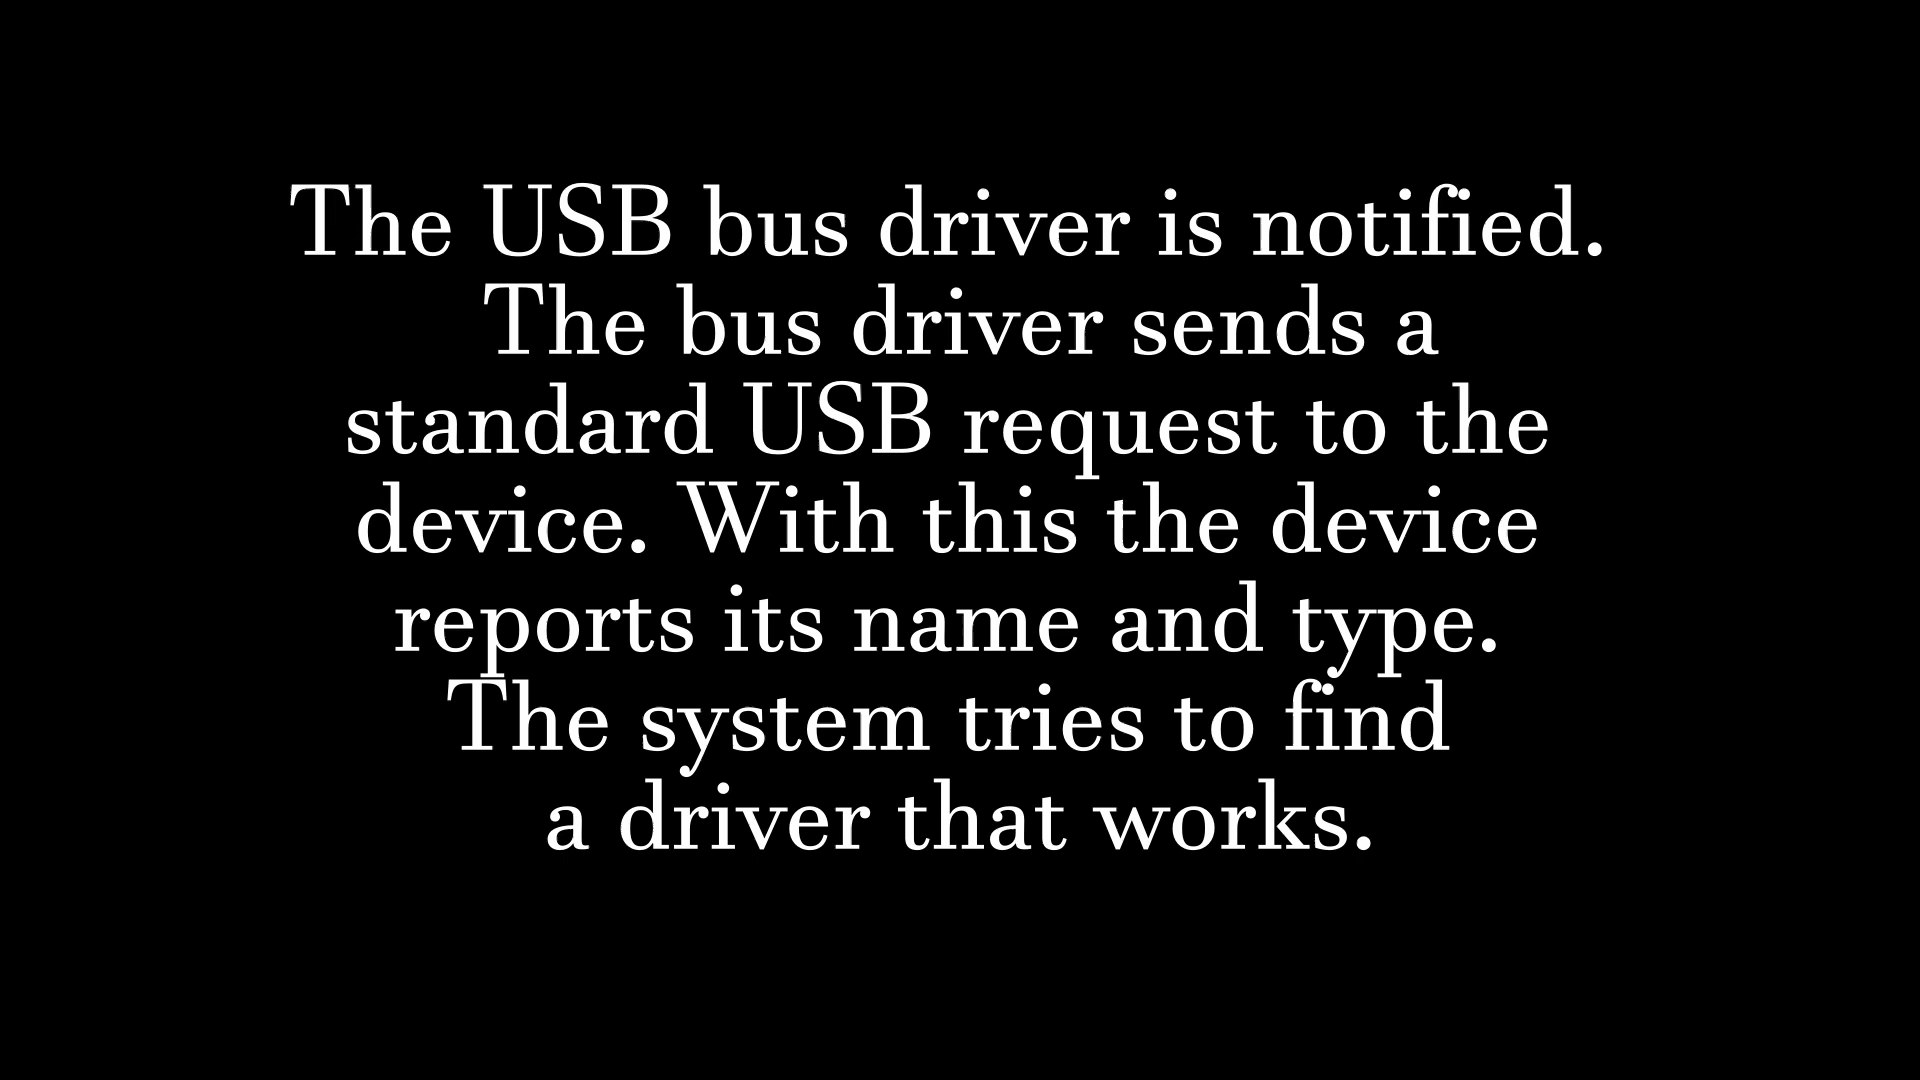 The USB bus driver is notified.
The bus driver sends a
standard USB request to the
device. With this the device
reports its name and type.
The system tries to find
a driver that works.